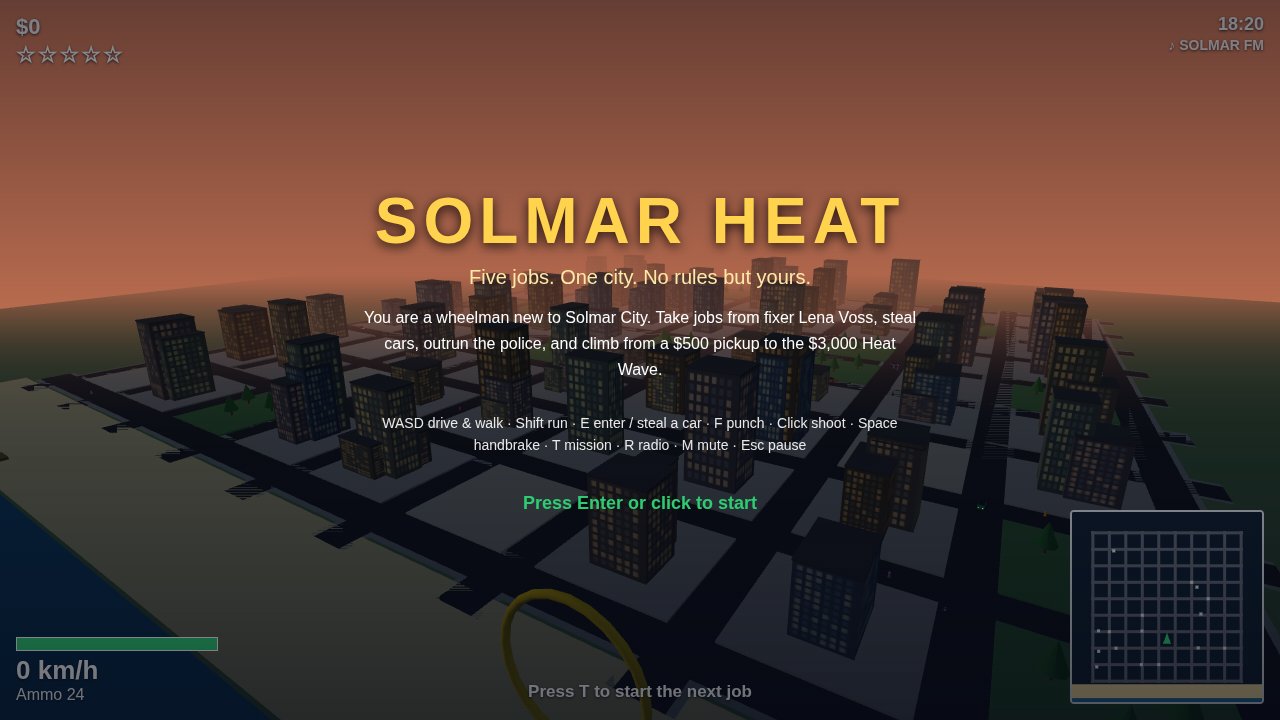 $0
☆☆☆☆☆
18:20
♪ SOLMAR FM
SOLMAR HEAT
Five jobs. One city. No rules but yours.
You are a wheelman new to Solmar City. Take jobs from fixer Lena Voss, steal
cars, outrun the police, and climb from a $500 pickup to the $3,000 Heat
Wave.
WASD drive & walk · Shift run · E enter / steal a car · F punch · Click shoot · Space
handbrake · T mission · R radio · M mute · Esc pause
Press Enter or click to start
0 km/h
Ammo 24
Press T to start the next job